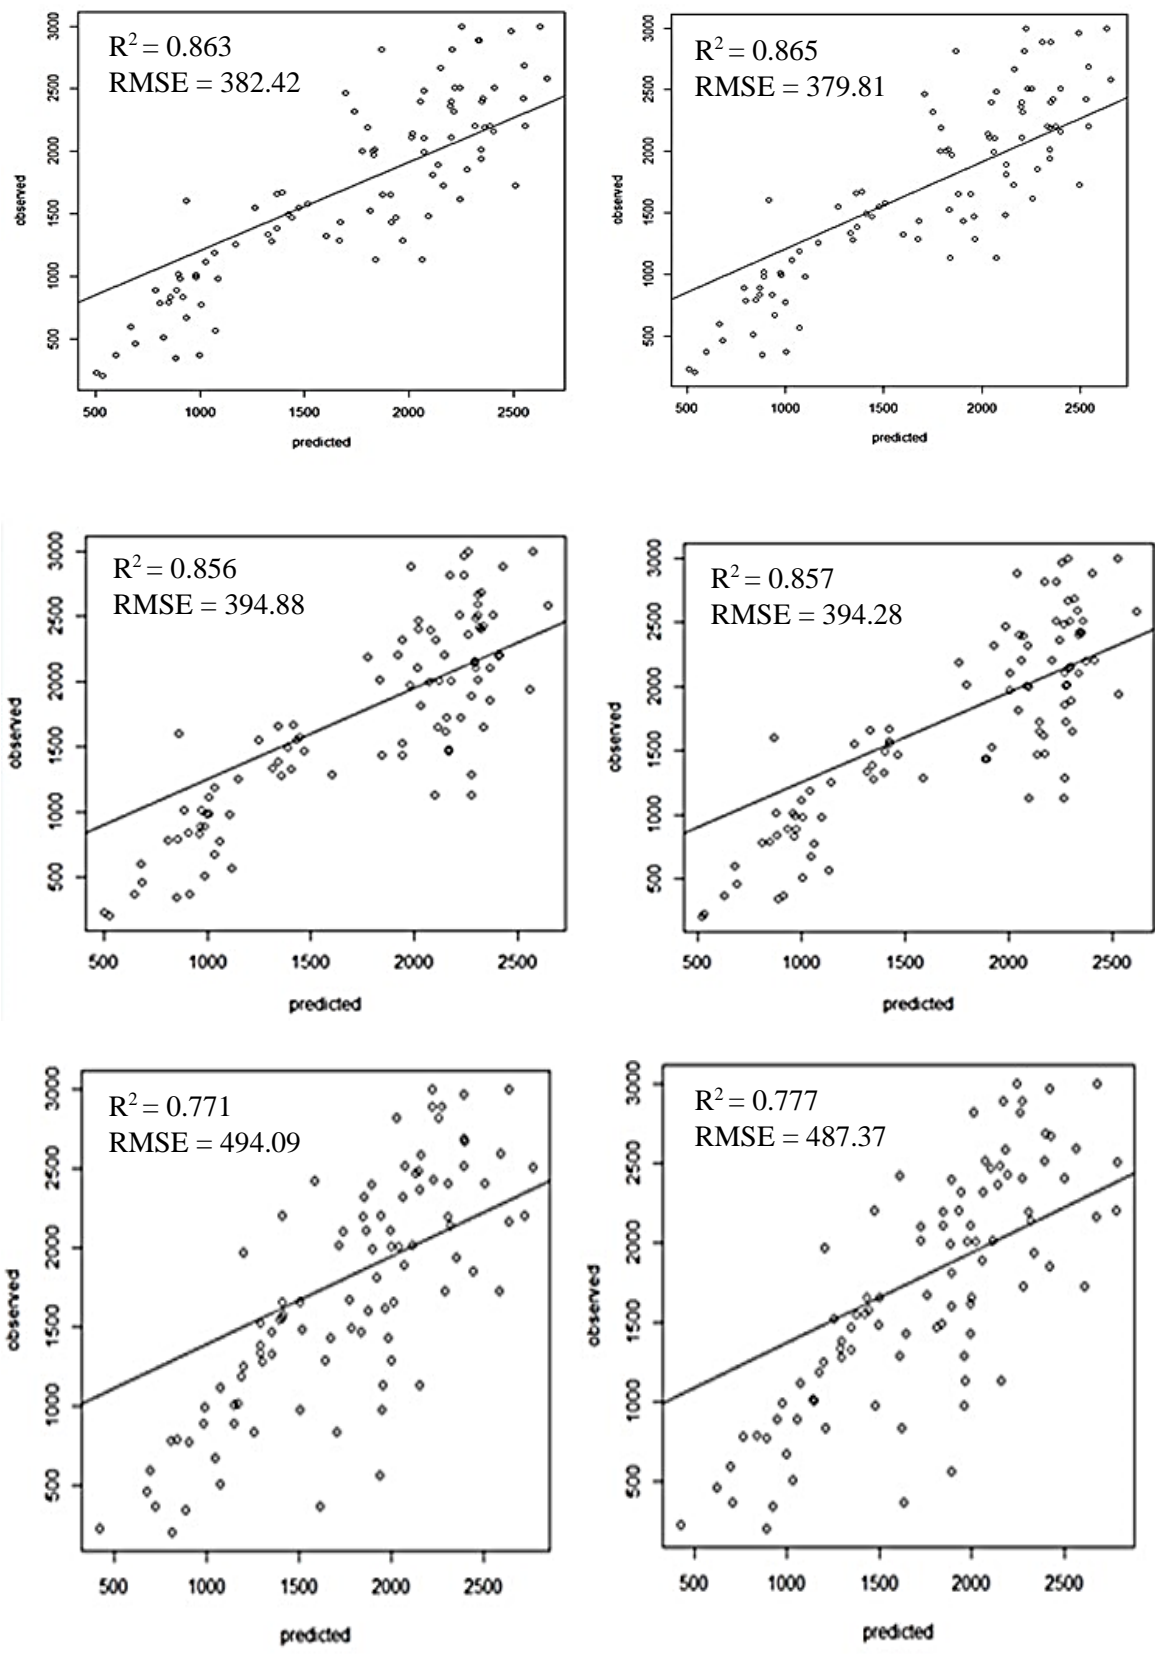 R² = 0.863
RMSE = 382.42
3000
2500
2000
1500
1000
500
observed
500 1000 1500 2000 2500
predicted
R² = 0.865
RMSE = 379.81
3000
2500
2000
1500
1000
500
observed
500 1000 1500 2000 2500
predicted
R² = 0.856
RMSE = 394.88
3000
2500
2000
1500
1000
500
observed
500 1000 1500 2000 2500
predicted
R² = 0.857
RMSE = 394.28
3000
2500
2000
1500
1000
500
observed
500 1000 1500 2000 2500
predicted
R² = 0.771
RMSE = 494.09
3000
2500
2000
1500
1000
500
observed
500 1000 1500 2000 2500
predicted
R² = 0.777
RMSE = 487.37
3000
2500
2000
1500
1000
500
observed
500 1000 1500 2000 2500
predicted